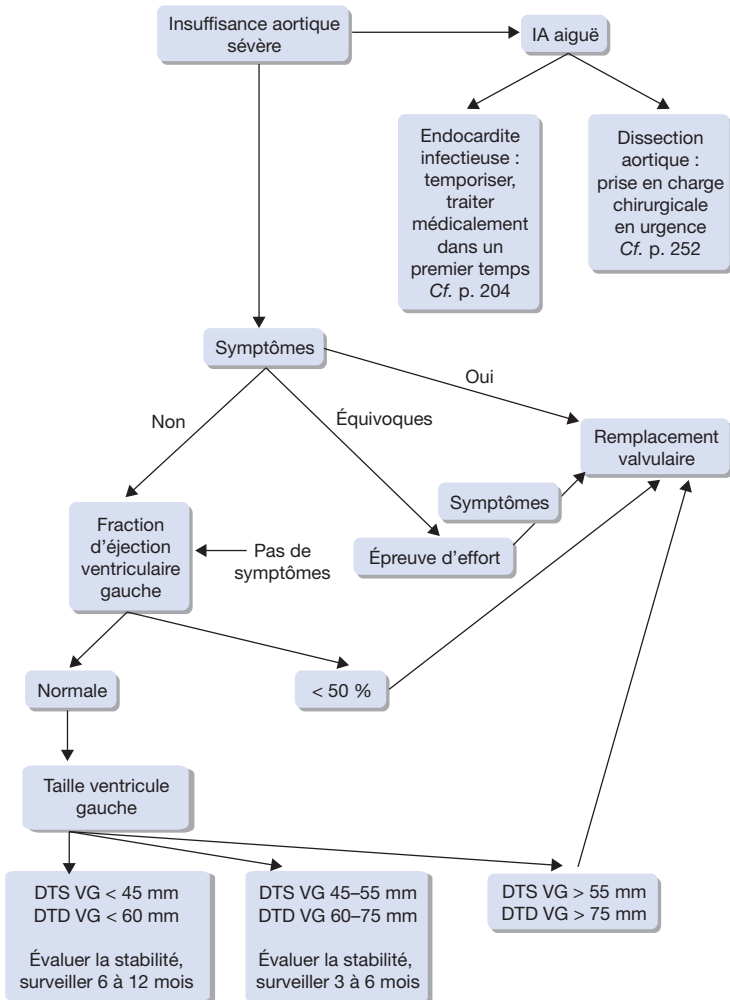 Insuffisance aortique
sévère
IA aiguë
Endocardite
infectieuse :
temporiser,
traiter
médicalement
dans un
premier temps
Cf. p. 204
Dissection
aortique :
prise en charge
chirurgicale
en urgence
Cf. p. 252
Symptômes
Oui
Non
Équivoques
Remplacement
valvulaire
Symptômes
Épreuve d'effort
Fraction
d'éjection
ventriculaire
gauche
Pas de
symptômes
Normale
< 50 %
Taille ventricule
gauche
DTS VG < 45 mm
DTD VG < 60 mm
Évaluer la stabilité,
surveiller 6 à 12 mois
DTS VG 45–55 mm
DTD VG 60–75 mm
Évaluer la stabilité,
surveiller 3 à 6 mois
DTS VG > 55 mm
DTD VG > 75 mm